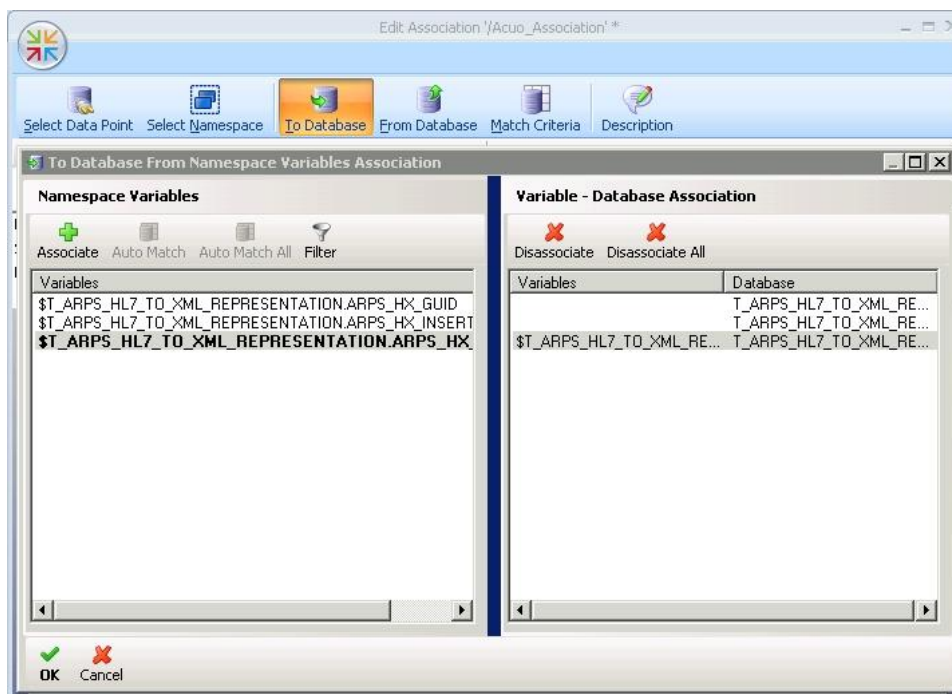 Edit Association '/Acuo_Association' *
Select Data Point Select Namespace To Database From Database Match Criteria Description
To Database From Namespace Variables Association
Namespace Variables
Variable - Database Association
Associate Auto Match Auto Match All Filter
Disassociate Disassociate All
Variables
Variables Database
$T_ARPS_HL7_TO_XML_REPRESENTATION.ARPS_HX_GUID
T_ARPS_HL7_TO_XML_RE...
$T_ARPS_HL7_TO_XML_REPRESENTATION.ARPS_HX_INSERT
T_ARPS_HL7_TO_XML_RE...
$T_ARPS_HL7_TO_XML_REPRESENTATION.ARPS_HX_
$T_ARPS_HL7_TO_XML_RE... T_ARPS_HL7_TO_XML_RE...
OK Cancel